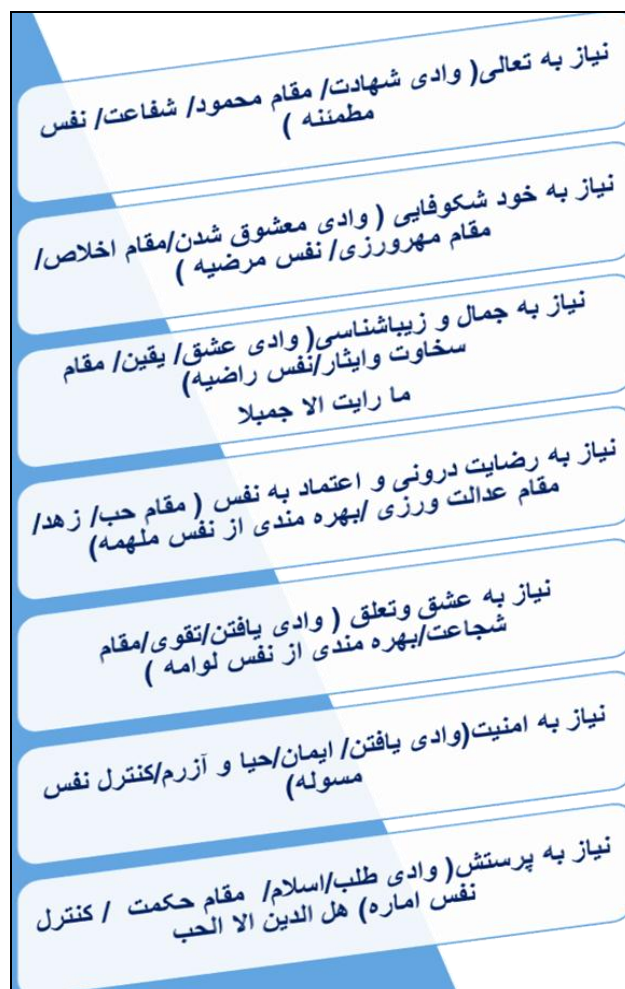 نیاز به تعالی( وادی شهادت/ مقام محمود/ شفاعت/ نفس
مطمئنه )
نیاز به خود شکوفایی ( وادی معشوق شدن/مقام اخلاص/
مقام مهرورزی/ نفس مرضیه )
نیاز به جمال و زیباشناسی( وادی عشق/ یقین/ مقام
سخاوت وایثار/نفس راضیه)
ما رایت الا جمیلا
نیاز به رضایت درونی و اعتماد به نفس ( مقام حب/ زهد/
مقام عدالت ورزی /بهره مندی از نفس ملهمه)
نیاز به عشق وتعلق ( وادی یافتن/تقوی/مقام
شجاعت/بهره مندی از نفس لوامه )
نیاز به امنیت(وادی یافتن/ ایمان/حیا و آزرم/کنترل نفس
مسوله)
نیاز به پرستش( وادی طلب/اسلام/ مقام حکمت / کنترل
نفس اماره) هل الدین الا الحب